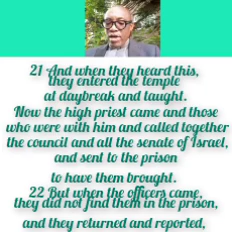 21 And when they heard this,
they entered the temple
at daybreak and taught.
Now the high priest came and those
who were with him and called together
the council and all the senate of Israel,
and sent to the prison
to have them brought.
22 But when the officers came,
they did not find them in the prison,
and they returned and reported,